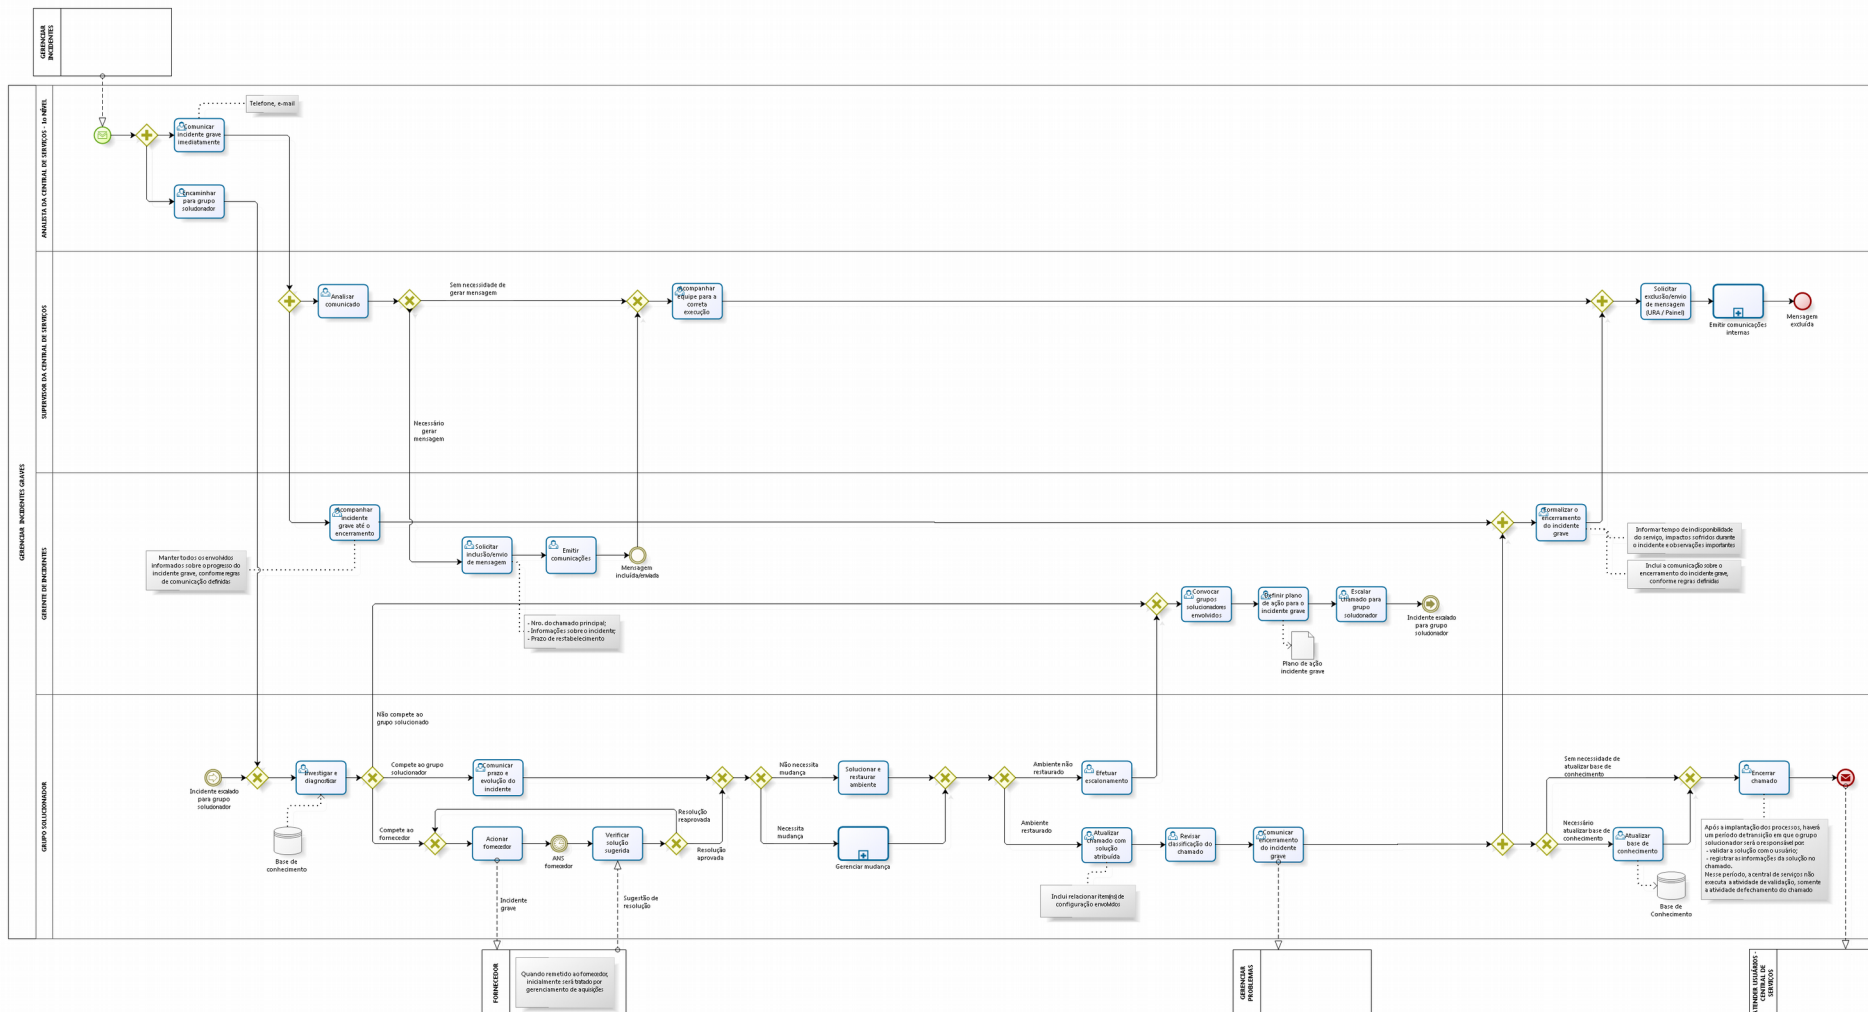 GERENCIAR
INCIDENTES
GERENCIAR INCIDENTES GRAVES
ANALISTA DA CENTRAL DE SERVIÇOS - 1o NÍVEL
Telefone, e-mail
Comunicar
incidente grave
imediatamente
Encaminhar
para grupo
solucionador
SUPERVISOR DA CENTRAL DE SERVIÇOS
Analisar
comunicado
Sem necessidade de
gerar mensagem
Necessário
gerar
mensagem
Acompanhar
equipe para a
correta
execução
Solicitar
exclusão/envio
de mensagem
(URA / Painel)
Emitir comunicações
internas
Mensagem
excluída
GERENTE DE INCIDENTES
Acompanhar
incidente
grave até o
encerramento
Manter todos os envolvidos
informados sobre o progresso do
incidente grave, conforme regras
de comunicação definidas
Solicitar
inclusão/envio
de mensagem
Emitir
comunicações
Mensagem
incluída/enviada
- Nro. do chamado principal;
- Informações sobre o incidente;
- Prazo de restabelecimento
Convocar
grupos
solucionadores
envolvidos
Definir plano
de ação para o
incidente grave
Escalar
chamado para
grupo
solucionador
Incidente escalado
para grupo
solucionador
Plano de ação
incidente grave
Formalizar o
encerramento
do incidente
grave
Informar tempo de indisponibilidade
do serviço, impactos sofridos durante
o incidente e observações importantes
Inclui a comunicação sobre o
encerramento do incidente grave,
conforme regras definidas
GRUPO SOLUCIONADOR
Incidente escalado
para grupo
solucionador
Investigar e
diagnosticar
Base de
conhecimento
Não compete ao
grupo solucionado
Compete ao grupo
solucionador
Compete ao
fornecedor
Comunicar
prazo e
evolução do
incidente
Acionar
fornecedor
ANS
fornecedor
Verificar
solução
sugerida
Resolução
reaprovada
Resolução
aprovada
Incidente
grave
Sugestão de
resolução
Não necessita
mudança
Necessita
mudança
Solucionar e
restaurar
ambiente
Gerenciar mudança
Ambiente não
restaurado
Ambiente
restaurado
Efetuar
escalonamento
Atualizar
chamado com
solução
atribuída
Inclui relacionar item(ns) de
configuração envolvidos
Revisar
classificação do
chamado
Comunicar
encerramento
do incidente
grave
Sem necessidade de
atualizar base de
conhecimento
Necessário
atualizar base de
conhecimento
Atualizar
base de
conhecimento
Base de
Conhecimento
Encerrar
chamado
Após a implantação dos processos, haverá
um período de transição em que o grupo
solucionador será o responsável por:
- validar a solução com o usuário;
- registrar as informações da solução no
chamado.
Nesse período, a central de serviços não
executa a atividade de validação, somente
a atividade de fechamento do chamado
FORNECEDOR
Quando remetido ao fornecedor,
inicialmente será tratado por
gerenciamento de aquisições
GERENCIAR
PROBLEMAS
ATENDER USUÁRIOS -
CENTRAL DE
SERVIÇOS